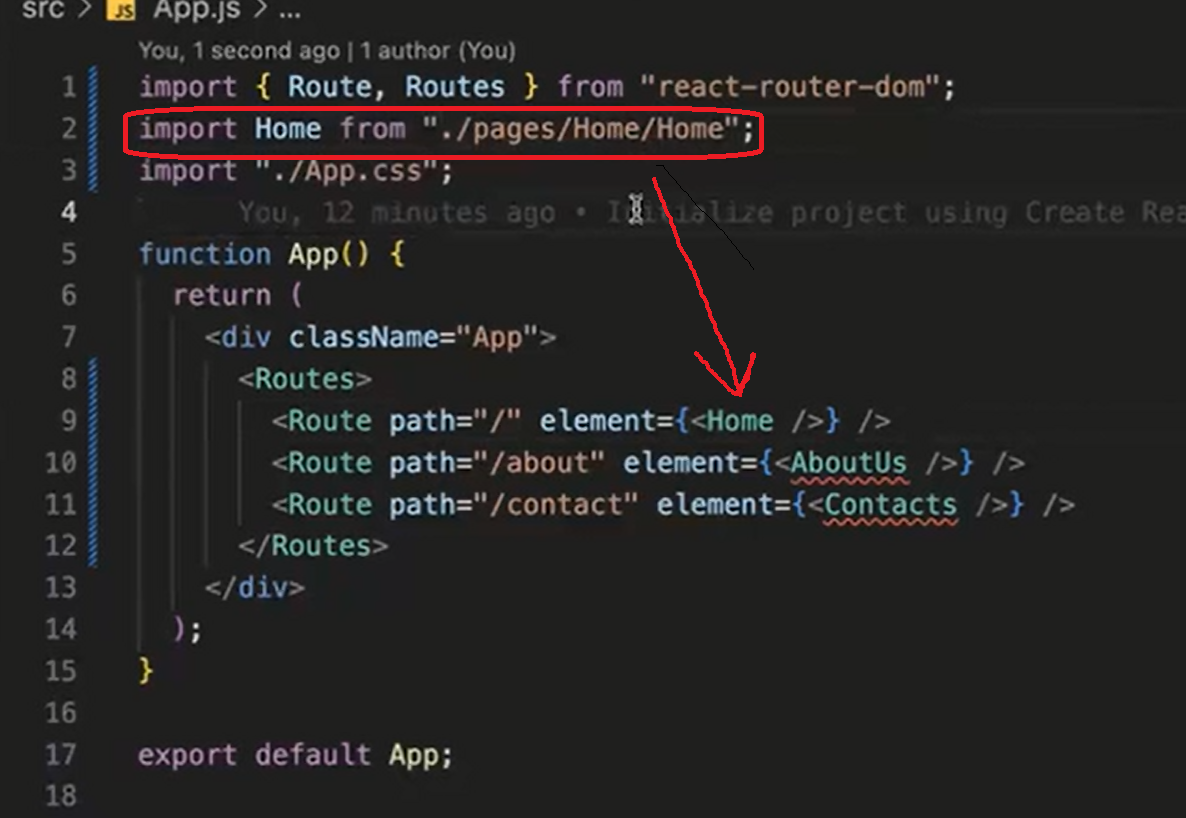 src > JS App.js > ...
You, 1 second ago | 1 author (You)
1 import { Route, Routes } from "react-router-dom";
2 import Home from "./pages/Home/Home";
3 import "./App.css";
4 You, 12 minutes ago • Initialize project using Create Rea
5 function App() {
6 return (
7 <div className="App">
8 <Routes>
9 <Route path="/" element={<Home />} />
10 <Route path="/about" element={<AboutUs />} />
11 <Route path="/contact" element={<Contacts />} />
12 </Routes>
13 </div>
14 );
15 }
16
17 export default App;
18